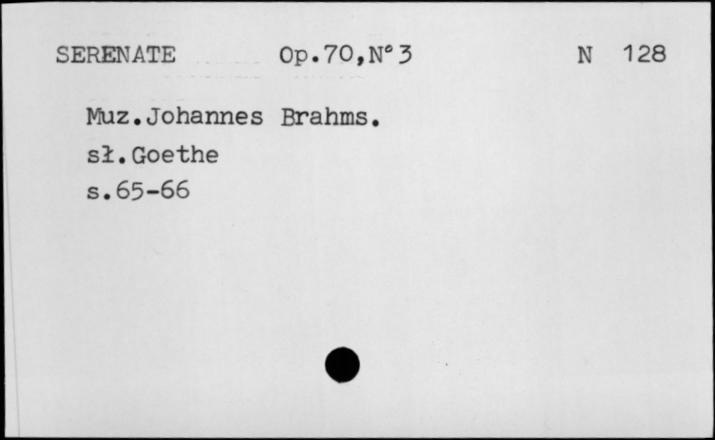 SERENATE Op.70,N°3 N 128
Muz.Johannes Brahms.
sł.Goethe
s.65-66